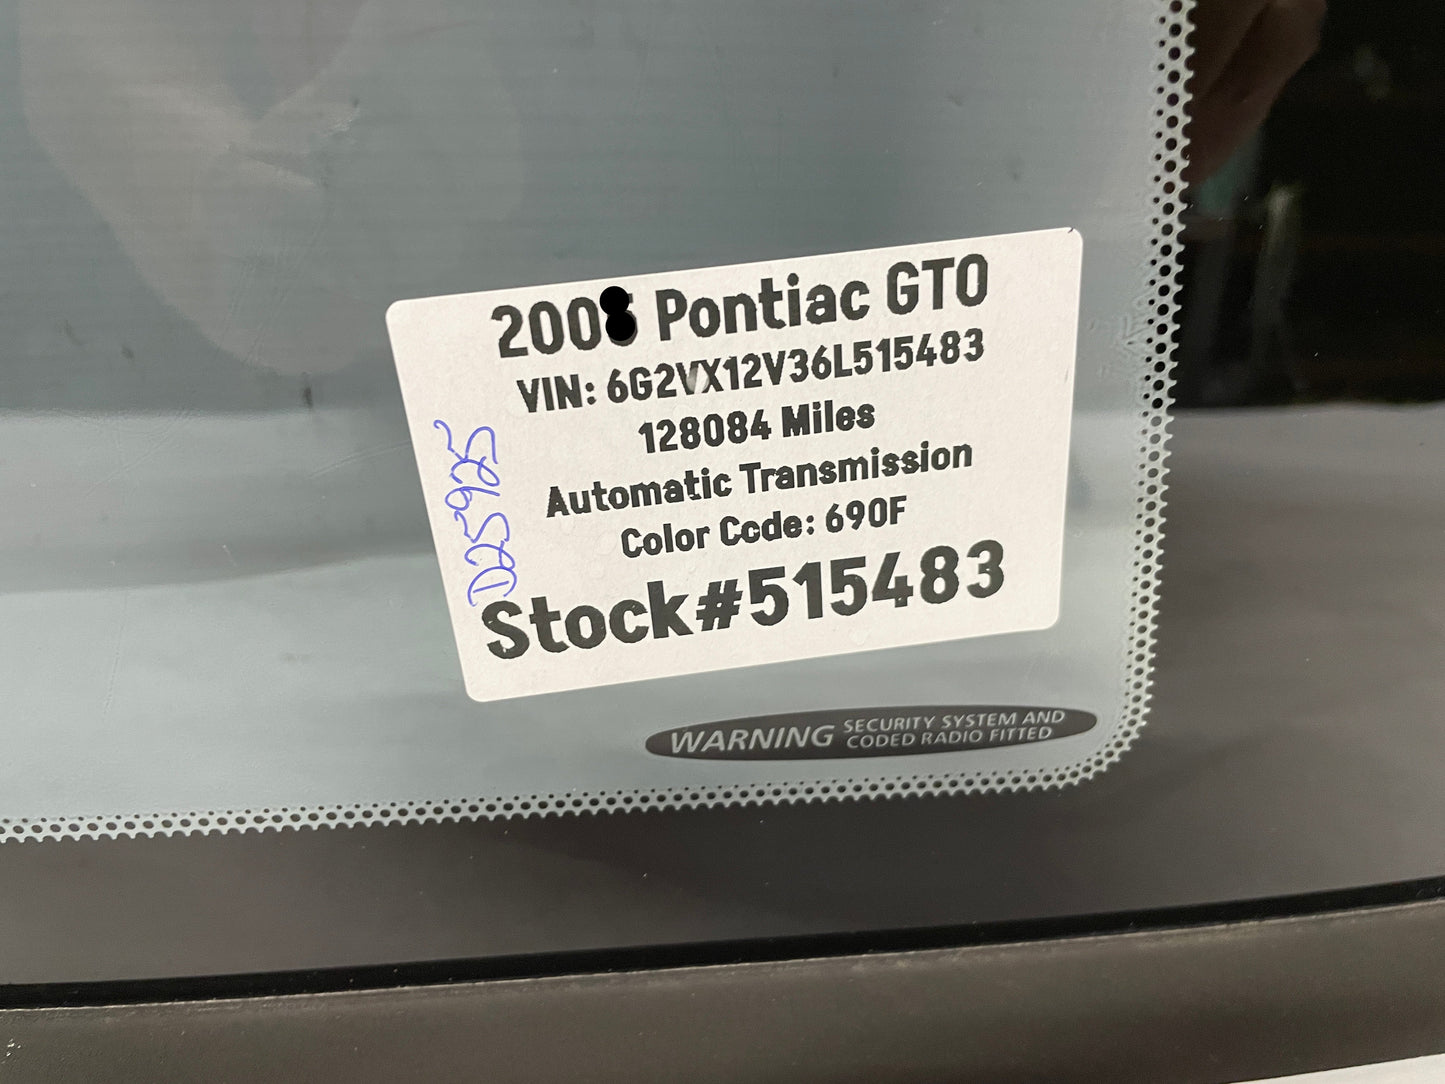 Pontiac GTO
VIN: 6G2VX12V36L515483
128084 Miles
Automatic Transmission
Color Code: 690F
Stock#515483
D25925
WARNING SECURITY SYSTEM AND
CODED RADIO FITTED